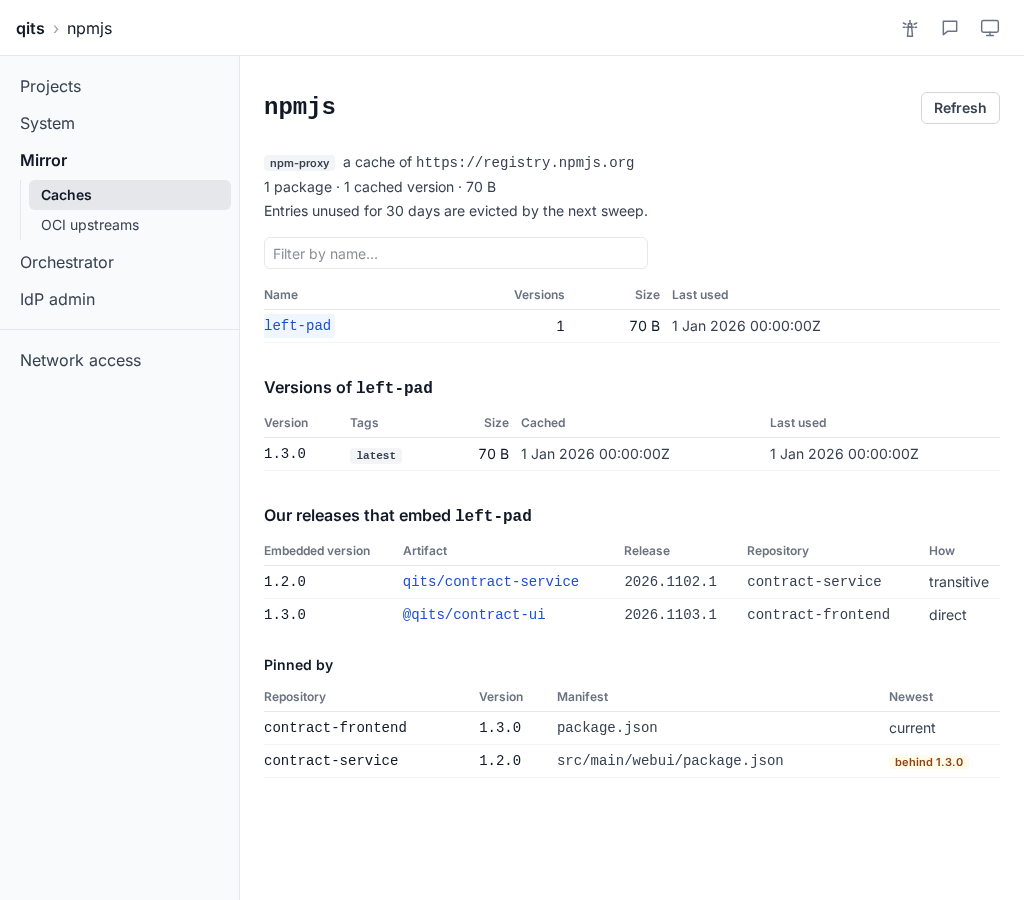 qits › npmjs
Projects
System
Mirror
Caches
OCI upstreams
Orchestrator
IdP admin
Network access
npmjs
Refresh
npm-proxy a cache of https://registry.npmjs.org
1 package · 1 cached version · 70 B
Entries unused for 30 days are evicted by the next sweep.
Filter by name...
Name Versions Size Last used
left-pad 1 70 B 1 Jan 2026 00:00:00Z
Versions of left-pad
Version Tags Size Cached Last used
1.3.0 latest 70 B 1 Jan 2026 00:00:00Z 1 Jan 2026 00:00:00Z
Our releases that embed left-pad
Embedded version Artifact Release Repository How
1.2.0 qits/contract-service 2026.1102.1 contract-service transitive
1.3.0 @qits/contract-ui 2026.1103.1 contract-frontend direct
Pinned by
Repository Version Manifest Newest
contract-frontend 1.3.0 package.json current
contract-service 1.2.0 src/main/webui/package.json behind 1.3.0